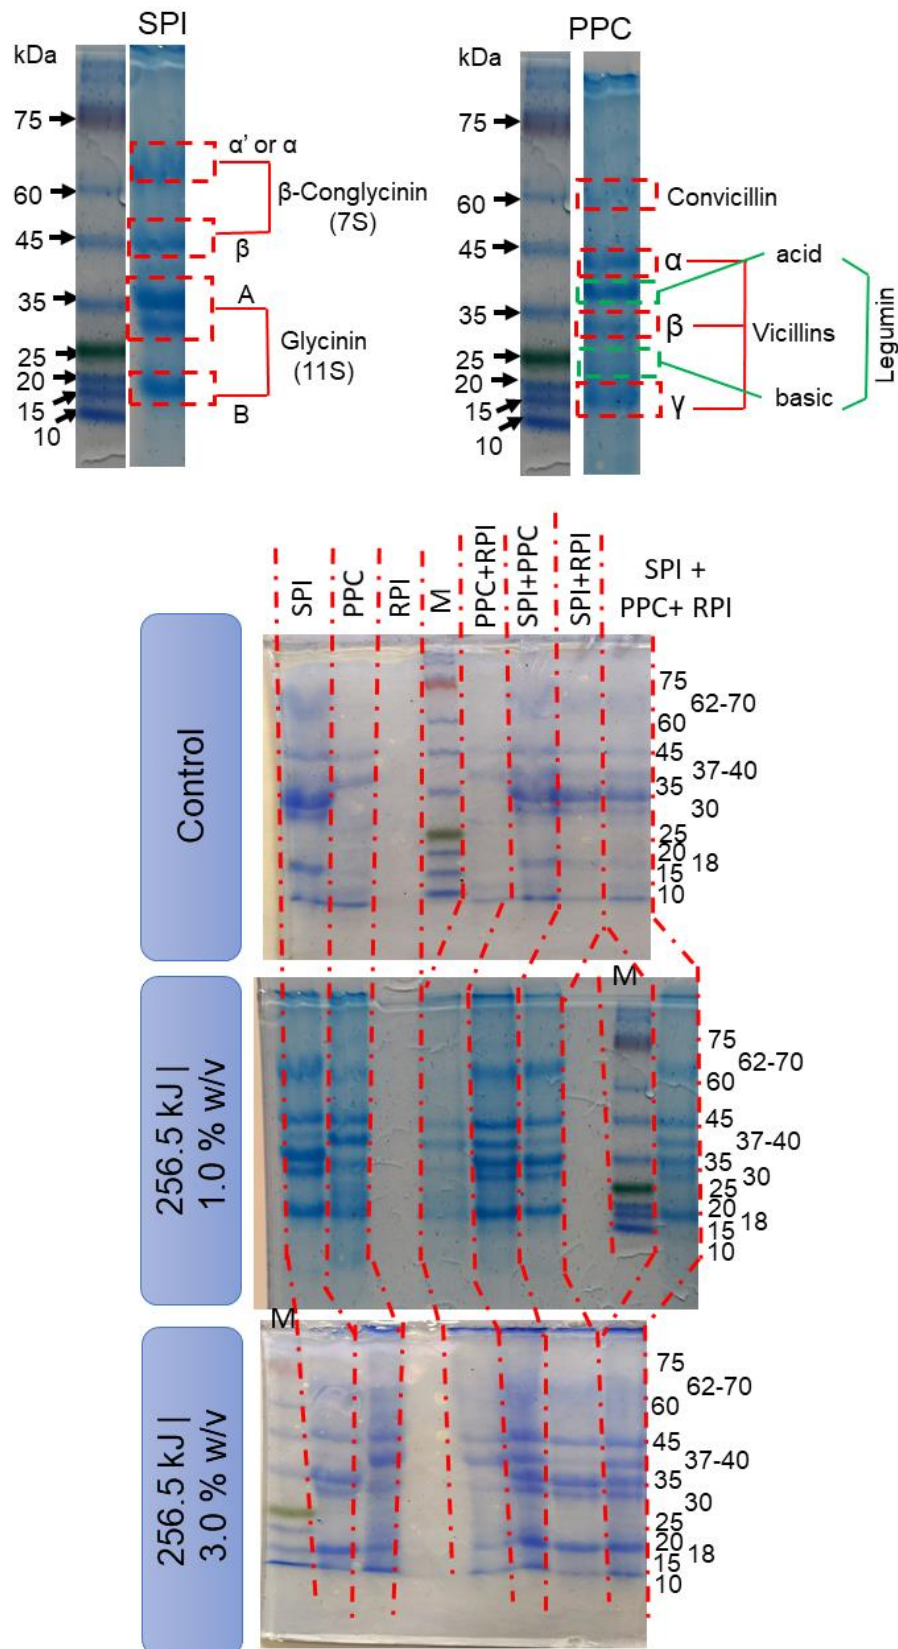 SPI
kDa
75
60
45
35
25
20
15
10
α’ or α
β-Conglycinin
(7S)
β
A
Glycinin
(11S)
B
PPC
kDa
75
60
45
35
25
20
15
10
Convicillin
α
acid
β
Vicillins
Legumin
basic
γ
SPI
PPC
RPI
M
PPC+RPI
SPI+PPC
SPI+RPI
SPI +
PPC+ RPI
Control
75
62-70
60
45
37-40
35
30
25
20
18
15
10
256.5 kJ |
1.0 % w/v
M
75
62-70
60
45
37-40
35
30
25
20
18
15
10
256.5 kJ |
3.0 % w/v
M
75
62-70
60
45
37-40
35
30
25
20
18
15
10